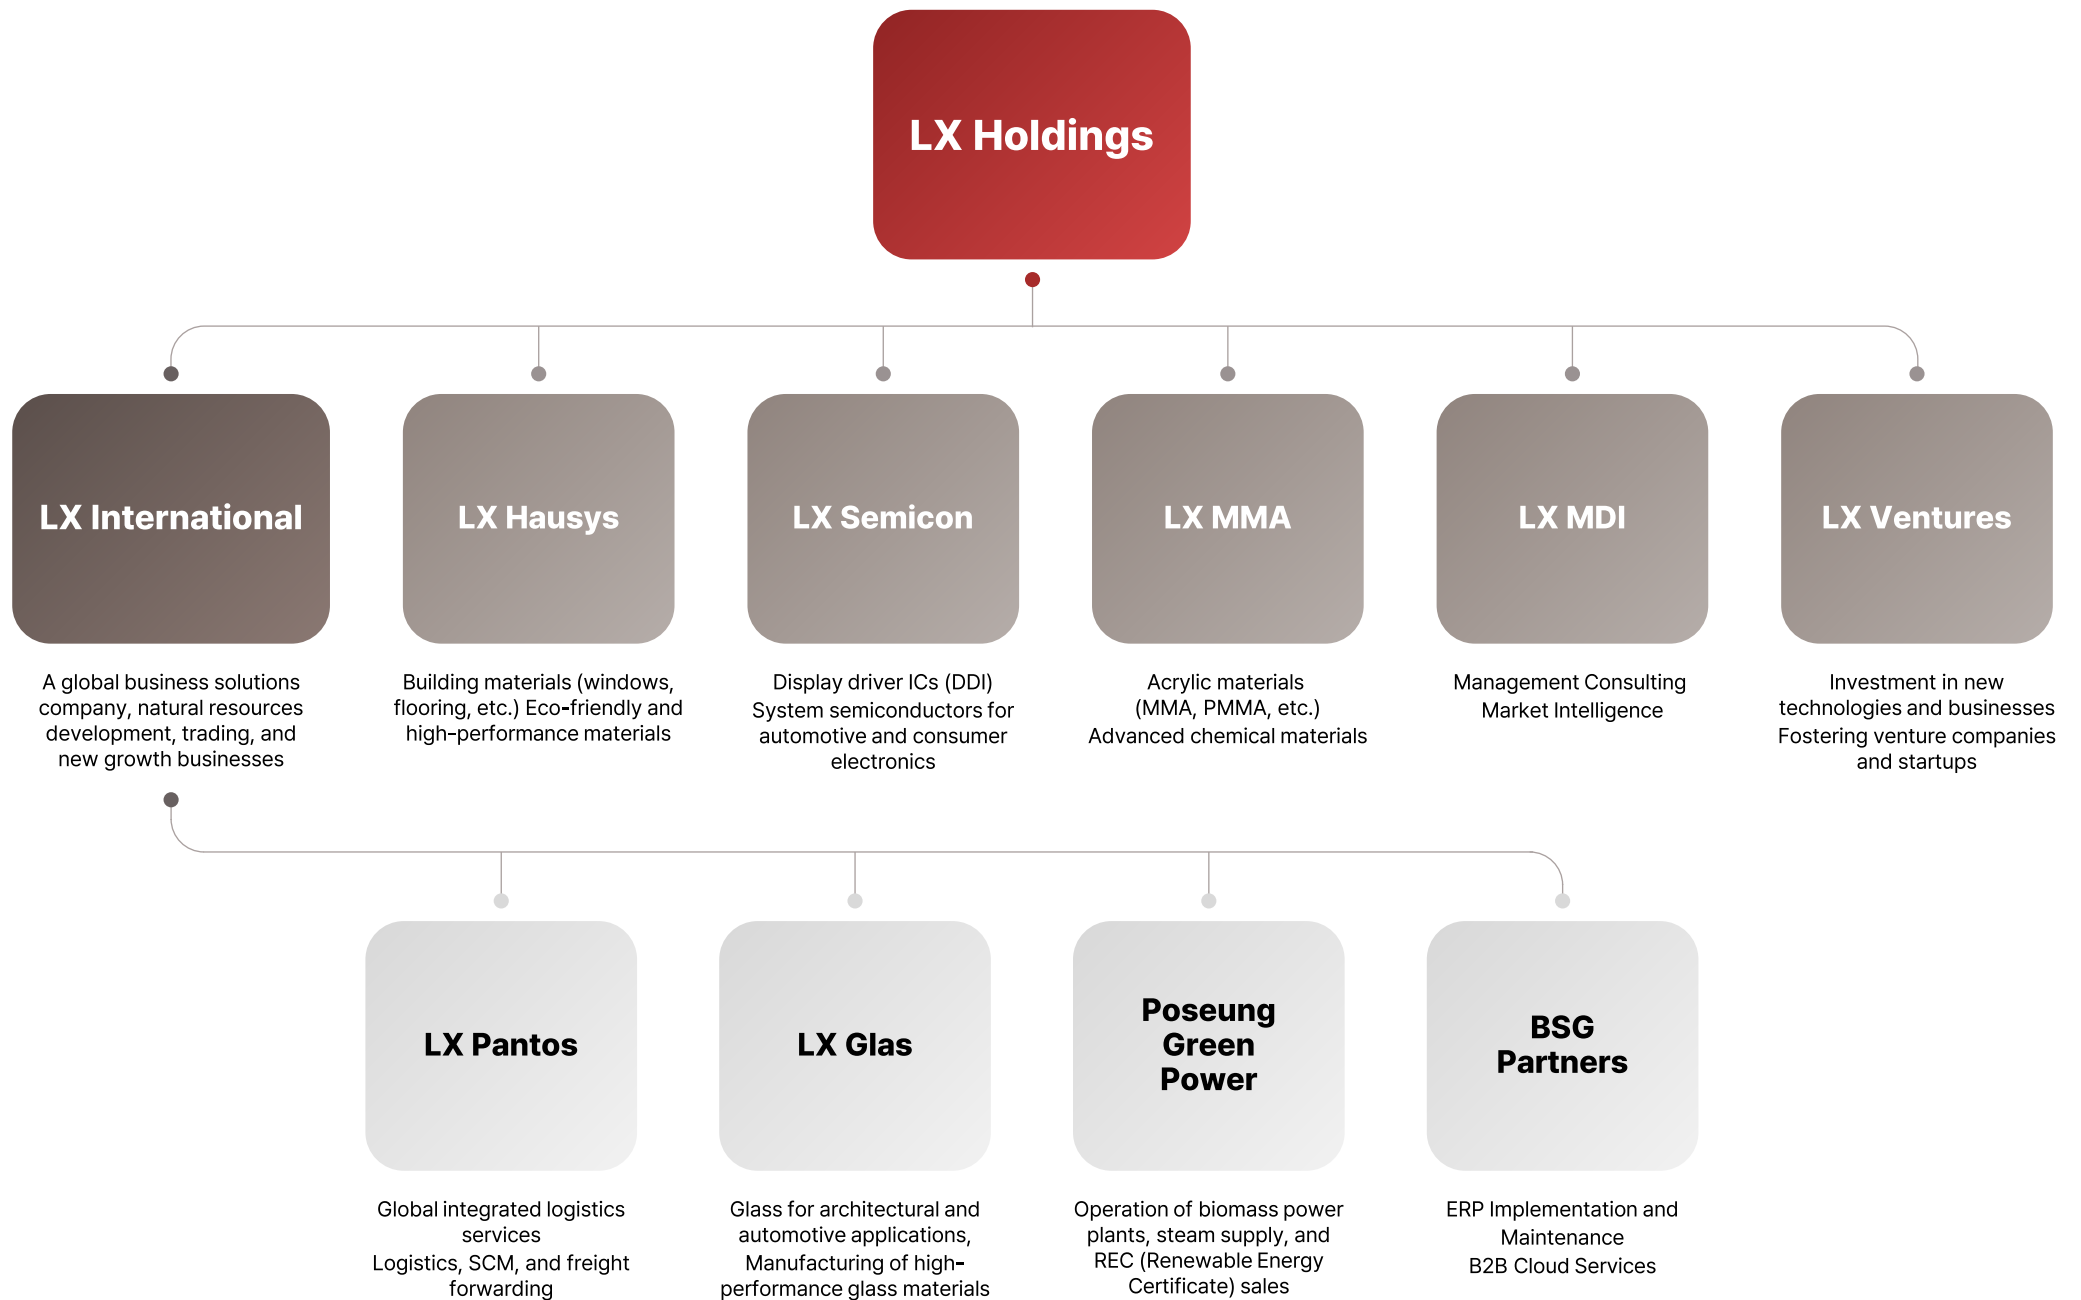 LX Holdings
LX International
LX Hausys
LX Semicon
LX MMA
LX MDI
LX Ventures
A global business solutions
company, natural resources
development, trading, and
new growth businesses
Building materials (windows,
flooring, etc.) Eco-friendly and
high-performance materials
Display driver ICs (DDI)
System semiconductors for
automotive and consumer
electronics
Acrylic materials
(MMA, PMMA, etc.)
Advanced chemical materials
Management Consulting
Market Intelligence
Investment in new
technologies and businesses
Fostering venture companies
and startups
LX Pantos
LX Glas
Poseung
Green
Power
BSG
Partners
Global integrated logistics
services
Logistics, SCM, and freight
forwarding
Glass for architectural and
automotive applications,
Manufacturing of high-
performance glass materials
Operation of biomass power
plants, steam supply, and
REC (Renewable Energy
Certificate) sales
ERP Implementation and
Maintenance
B2B Cloud Services